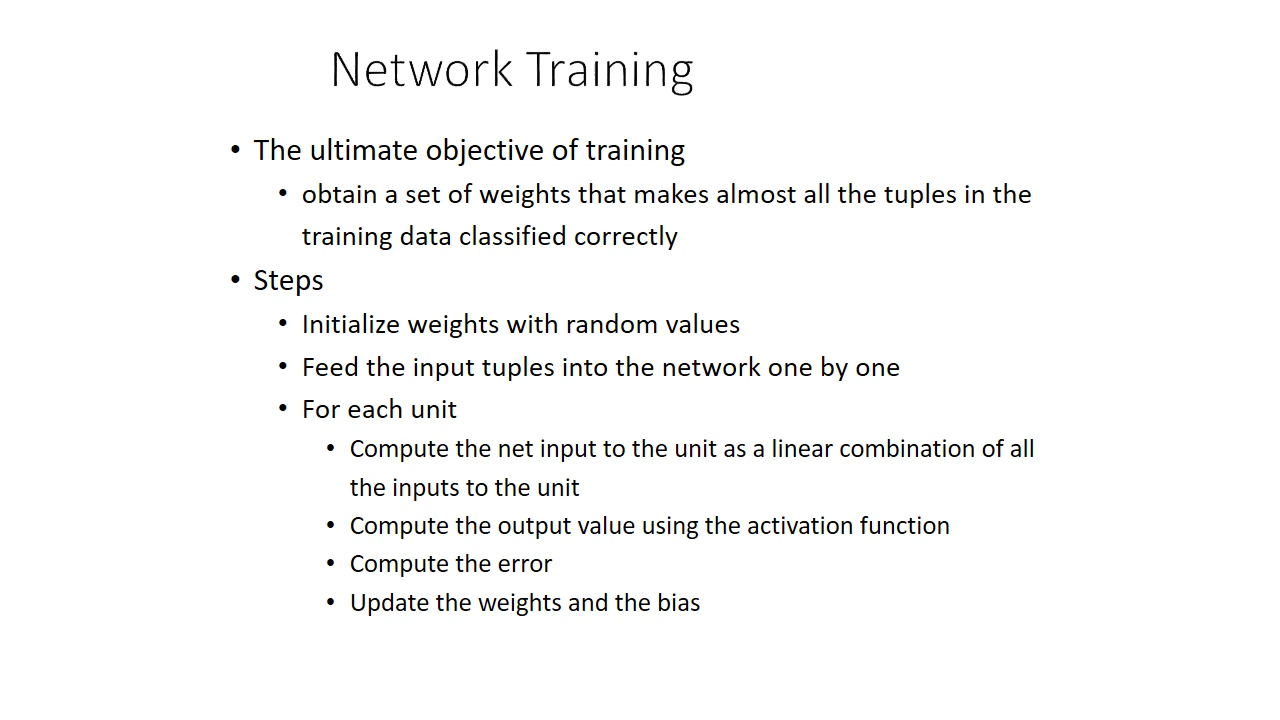 Network Training
• The ultimate objective of training
• obtain a set of weights that makes almost all the tuples in the
training data classified correctly
• Steps
• Initialize weights with random values
• Feed the input tuples into the network one by one
• For each unit
• Compute the net input to the unit as a linear combination of all
the inputs to the unit
• Compute the output value using the activation function
• Compute the error
• Update the weights and the bias